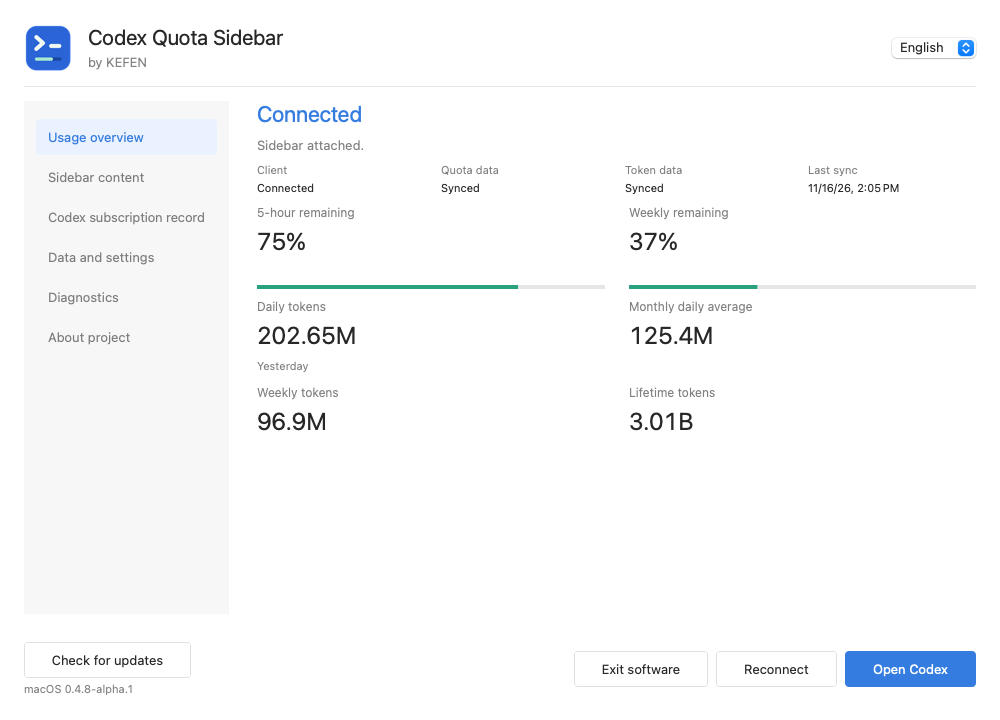 Codex Quota Sidebar
by KEFEN
English
Usage overview
Sidebar content
Codex subscription record
Data and settings
Diagnostics
About project
Connected
Sidebar attached.
Client
Connected
Quota data
Synced
Token data
Synced
Last sync
11/16/26, 2:05 PM
5-hour remaining
75%
Weekly remaining
37%
Daily tokens
202.65M
Yesterday
Monthly daily average
125.4M
Weekly tokens
96.9M
Lifetime tokens
3.01B
Check for updates
macOS 0.4.8-alpha.1
Exit software
Reconnect
Open Codex